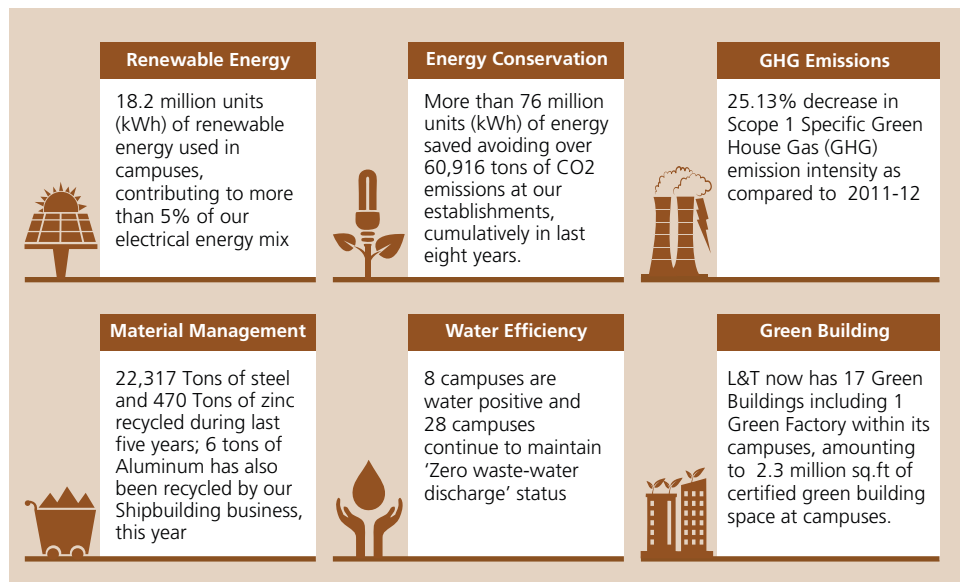 Renewable Energy
18.2 million units
(kWh) of renewable
energy used in
campuses,
contributing to more
than 5% of our
electrical energy mix
Energy Conservation
More than 76 million
units (kWh) of energy
saved avoiding over
60,916 tons of CO2
emissions at our
establishments,
cumulatively in last
eight years.
GHG Emissions
25.13% decrease in
Scope 1 Specific Green
House Gas (GHG)
emission intensity as
compared to 2011-12
Material Management
22,317 Tons of steel
and 470 Tons of zinc
recycled during last
five years; 6 tons of
Aluminum has also
been recycled by our
Shipbuilding business,
this year
Water Efficiency
8 campuses are
water positive and
28 campuses
continue to maintain
‘Zero waste-water
discharge’ status
Green Building
L&T now has 17 Green
Buildings including 1
Green Factory within its
campuses, amounting
to 2.3 million sq.ft of
certified green building
space at campuses.